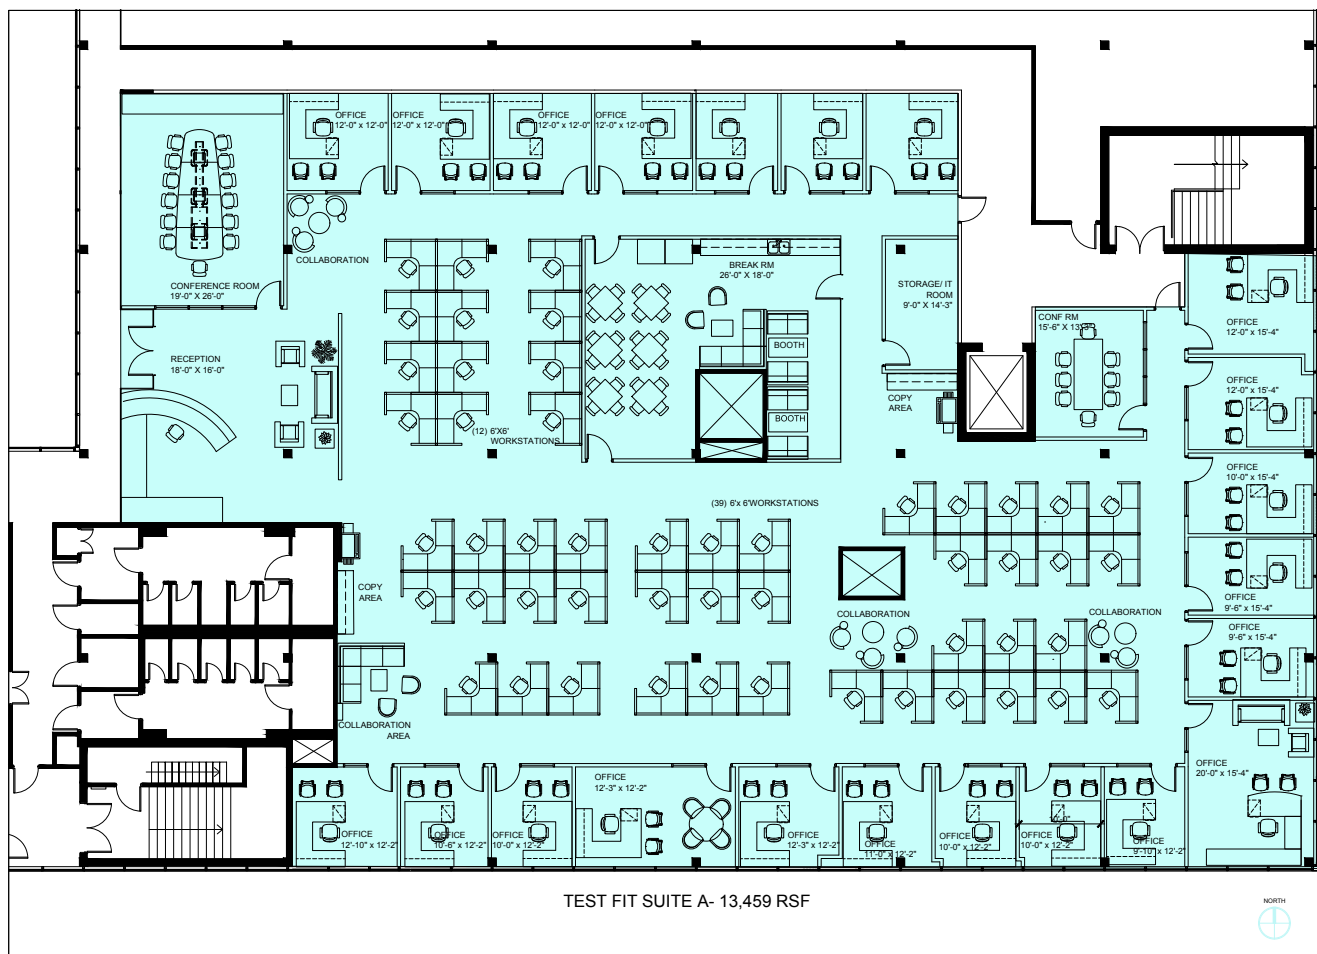 OFFICE
12'-0" x 12'-0"
OFFICE
12'-0" x 12'-0"
OFFICE
12'-0" x 12'-0"
OFFICE
12'-0" x 12'-0"
COLLABORATION
CONFERENCE ROOM
19'-0" X 26'-0"
BREAK RM
26'-0" X 18'-0"
STORAGE/ IT
ROOM
9'-0" X 14'-3"
CONF RM
15'-6" X 13'-3"
OFFICE
12'-0" x 15'-4"
RECEPTION
18'-0" X 16'-0"
BOOTH
BOOTH
COPY
AREA
OFFICE
12'-0" x 15'-4"
(12) 6'X6'
WORKSTATIONS
OFFICE
10'-0" x 15'-4"
(39) 6'x 6'WORKSTATIONS
COPY
AREA
OFFICE
9'-6" x 15'-4"
COLLABORATION
COLLABORATION
OFFICE
9'-6" x 15'-4"
COLLABORATION
AREA
OFFICE
20'-0" x 15'-4"
OFFICE
12'-10" x 12'-2"
OFFICE
10'-6" x 12'-2"
OFFICE
10'-0" x 12'-2"
OFFICE
12'-3" x 12'-2"
OFFICE
12'-3" x 12'-2"
OFFICE
11'-0" x 12'-2"
OFFICE
10'-0" x 12'-2"
10'-0"
OFFICE
10'-0" x 12'-2"
OFFICE
9'-10" x 12'-2"
TEST FIT SUITE A- 13,459 RSF
NORTH